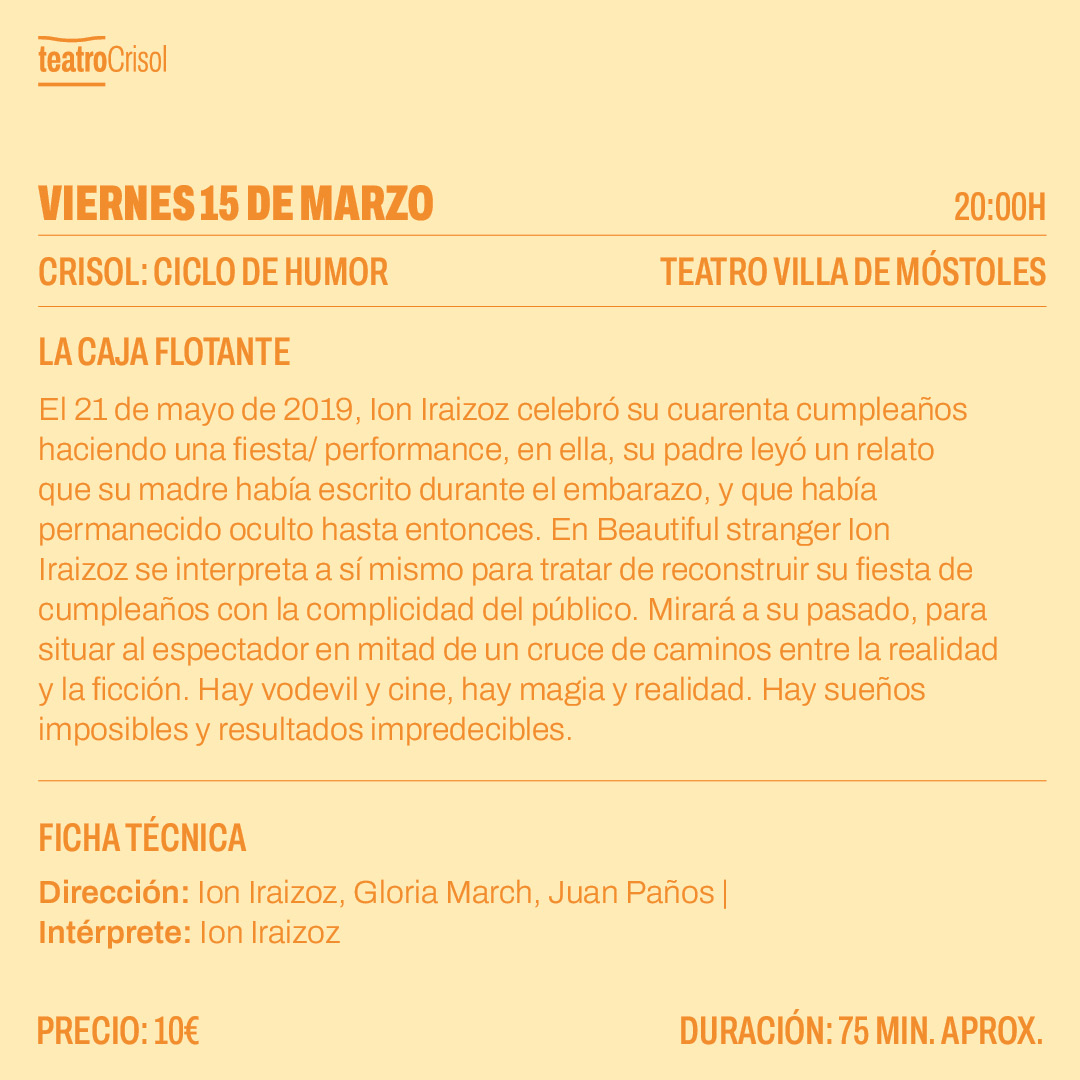 teatroCrisol
VIERNES 15 DE MARZO
20:00H
CRISOL: CICLO DE HUMOR
TEATRO VILLA DE MÓSTOLES
LA CAJA FLOTANTE
El 21 de mayo de 2019, Ion Iraizoz celebró su cuarenta cumpleaños
haciendo una fiesta/ performance, en ella, su padre leyó un relato
que su madre había escrito durante el embarazo, y que había
permanecido oculto hasta entonces. En Beautiful stranger Ion
Iraizoz se interpreta a sí mismo para tratar de reconstruir su fiesta de
cumpleaños con la complicidad del público. Mirará a su pasado, para
situar al espectador en mitad de un cruce de caminos entre la realidad
y la ficción. Hay vodevil y cine, hay magia y realidad. Hay sueños
imposibles y resultados impredecibles.
FICHA TÉCNICA
Dirección: Ion Iraizoz, Gloria March, Juan Paños |
Intérprete: Ion Iraizoz
PRECIO: 10€
DURACIÓN: 75 MIN. APROX.